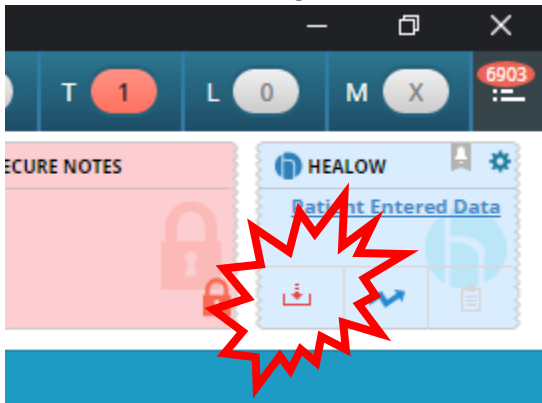 T 1 L 0 M X 6903
ECURE NOTES
HEALOW
Patient Entered Data